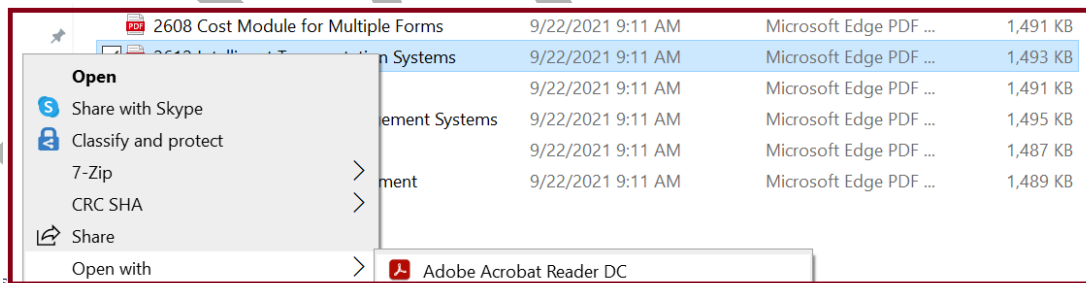 2608 Cost Module for Multiple Forms 9/22/2021 9:11 AM Microsoft Edge PDF ... 1,491 KB
n Systems 9/22/2021 9:11 AM Microsoft Edge PDF ... 1,493 KB
Open
9/22/2021 9:11 AM Microsoft Edge PDF ... 1,491 KB
Share with Skype
ement Systems 9/22/2021 9:11 AM Microsoft Edge PDF ... 1,495 KB
Classify and protect
9/22/2021 9:11 AM Microsoft Edge PDF ... 1,487 KB
7-Zip
ment 9/22/2021 9:11 AM Microsoft Edge PDF ... 1,489 KB
CRC SHA
Share
Open with
Adobe Acrobat Reader DC